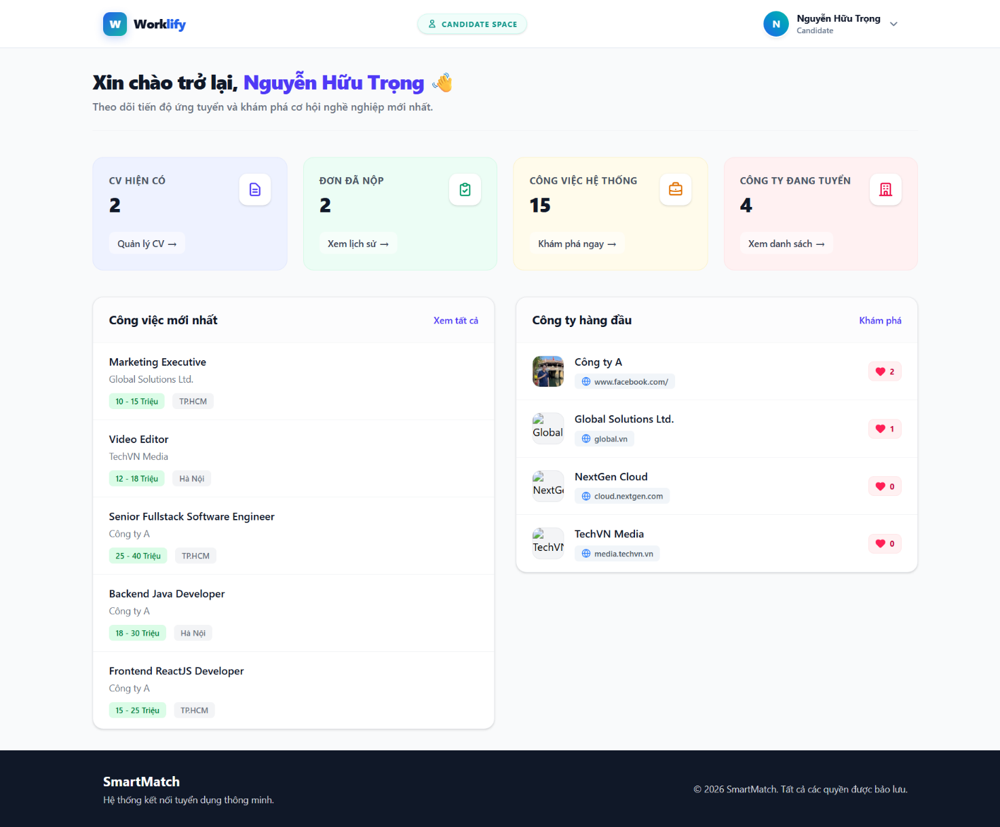 W Worklify
CANDIDATE SPACE
N
Nguyễn Hữu Trọng
Candidate
Xin chào trở lại, Nguyễn Hữu Trọng 👋
Theo dõi tiến độ ứng tuyển và khám phá cơ hội nghề nghiệp mới nhất.
CV HIỆN CÓ
2
Quản lý CV →
ĐƠN ĐÃ NỘP
2
Xem lịch sử →
CÔNG VIỆC HỆ THỐNG
15
Khám phá ngay →
CÔNG TY ĐANG TUYỂN
4
Xem danh sách →
Công việc mới nhất
Xem tất cả
Marketing Executive
Global Solutions Ltd.
10 - 15 Triệu TP.HCM
Video Editor
TechVN Media
12 - 18 Triệu Hà Nội
Senior Fullstack Software Engineer
Công ty A
25 - 40 Triệu TP.HCM
Backend Java Developer
Công ty A
18 - 30 Triệu Hà Nội
Frontend ReactJS Developer
Công ty A
15 - 25 Triệu TP.HCM
Công ty hàng đầu
Khám phá
Công ty A
www.facebook.com/
2
Global
Global Solutions Ltd.
global.vn
1
NextGe
NextGen Cloud
cloud.nextgen.com
0
TechVN
TechVN Media
media.techvn.vn
0
SmartMatch
Hệ thống kết nối tuyển dụng thông minh.
© 2026 SmartMatch. Tất cả các quyền được bảo lưu.